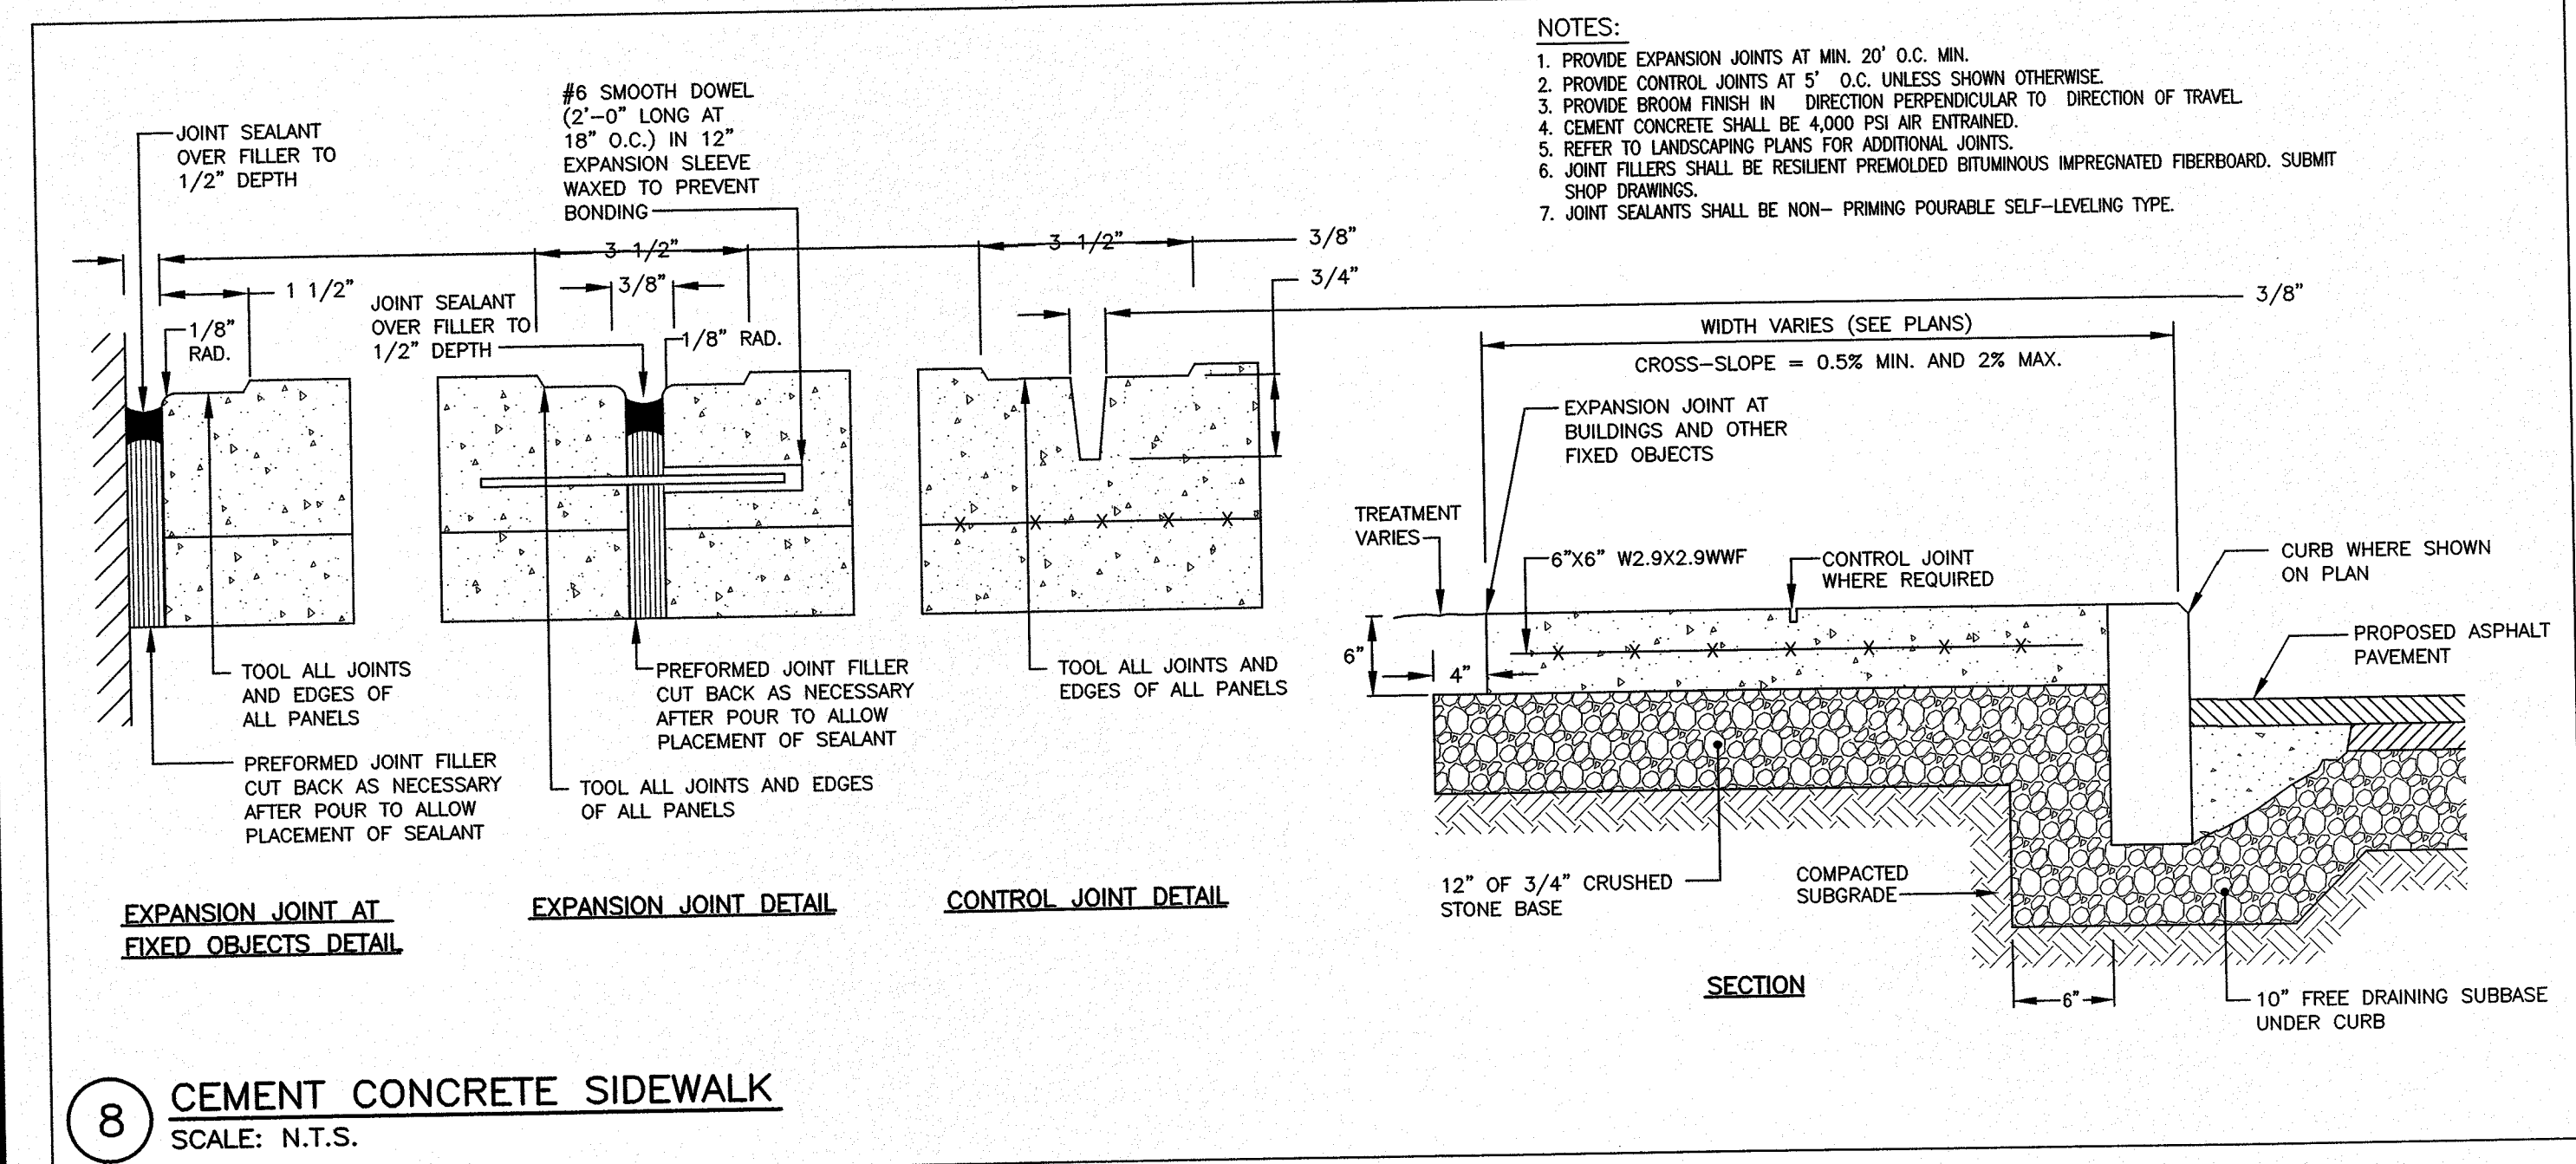 NOTES:
1. PROVIDE EXPANSION JOINTS AT MIN. 20' O.C. MIN.
2. PROVIDE CONTROL JOINTS AT 5' O.C. UNLESS SHOWN OTHERWISE.
3. PROVIDE BROOM FINISH IN DIRECTION PERPENDICULAR TO DIRECTION OF TRAVEL
4. CEMENT CONCRETE SHALL BE 4,000 PSI AIR ENTRAINED.
5. REFER TO LANDSCAPING PLANS FOR ADDITIONAL JOINTS.
6. JOINT FILLERS SHALL BE RESILIENT PREMOLDED BITUMINOUS IMPREGNATED FIBERBOARD. SUBMIT
SHOP DRAWINGS.
7. JOINT SEALANTS SHALL BE NON- PRIMING POURABLE SELF-LEVELING TYPE.
JOINT SEALANT
OVER FILLER TO
1/2" DEPTH
1 1/2"
1/8"
RAD.
TOOL ALL JOINTS
AND EDGES OF
ALL PANELS
PREFORMED JOINT FILLER
CUT BACK AS NECESSARY
AFTER POUR TO ALLOW
PLACEMENT OF SEALANT
EXPANSION JOINT AT
FIXED OBJECTS DETAIL
#6 SMOOTH DOWEL
(2'-0" LONG AT
18" O.C.) IN 12"
EXPANSION SLEEVE
WAXED TO PREVENT
BONDING
3 1/2"
3/8"
JOINT SEALANT
OVER FILLER TO
1/2" DEPTH
1/8" RAD.
PREFORMED JOINT FILLER
CUT BACK AS NECESSARY
AFTER POUR TO ALLOW
PLACEMENT OF SEALANT
TOOL ALL JOINTS AND EDGES
OF ALL PANELS
EXPANSION JOINT DETAIL
3 1/2"
3/8"
3/4"
3/8"
TOOL ALL JOINTS AND
EDGES OF ALL PANELS
CONTROL JOINT DETAIL
WIDTH VARIES (SEE PLANS)
CROSS-SLOPE = 0.5% MIN. AND 2% MAX.
EXPANSION JOINT AT
BUILDINGS AND OTHER
FIXED OBJECTS
TREATMENT
VARIES
6"X6" W2.9X2.9WWF
CONTROL JOINT
WHERE REQUIRED
CURB WHERE SHOWN
ON PLAN
PROPOSED ASPHALT
PAVEMENT
6"
4"
12" OF 3/4" CRUSHED
STONE BASE
COMPACTED
SUBGRADE
6"
10" FREE DRAINING SUBBASE
UNDER CURB
SECTION
8
CEMENT CONCRETE SIDEWALK
SCALE: N.T.S.